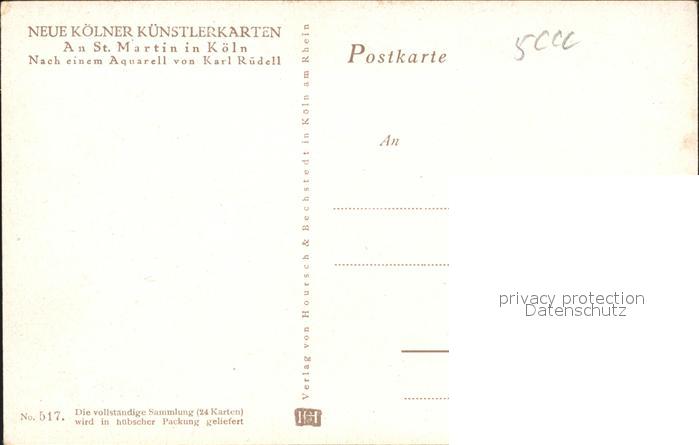 NEUE KÖLNER KÜNSTLERKARTEN
An St. Martin in Köln
Nach einem Aquarell von Karl Rüdell
Verlag von Hoursch & Bechstedt in Köln am Rhein
Postkarte
An
privacy protection
Datenschutz
No. 517.
Die vollständige Sammlung (24 Karten)
wird in hübscher Packung geliefert